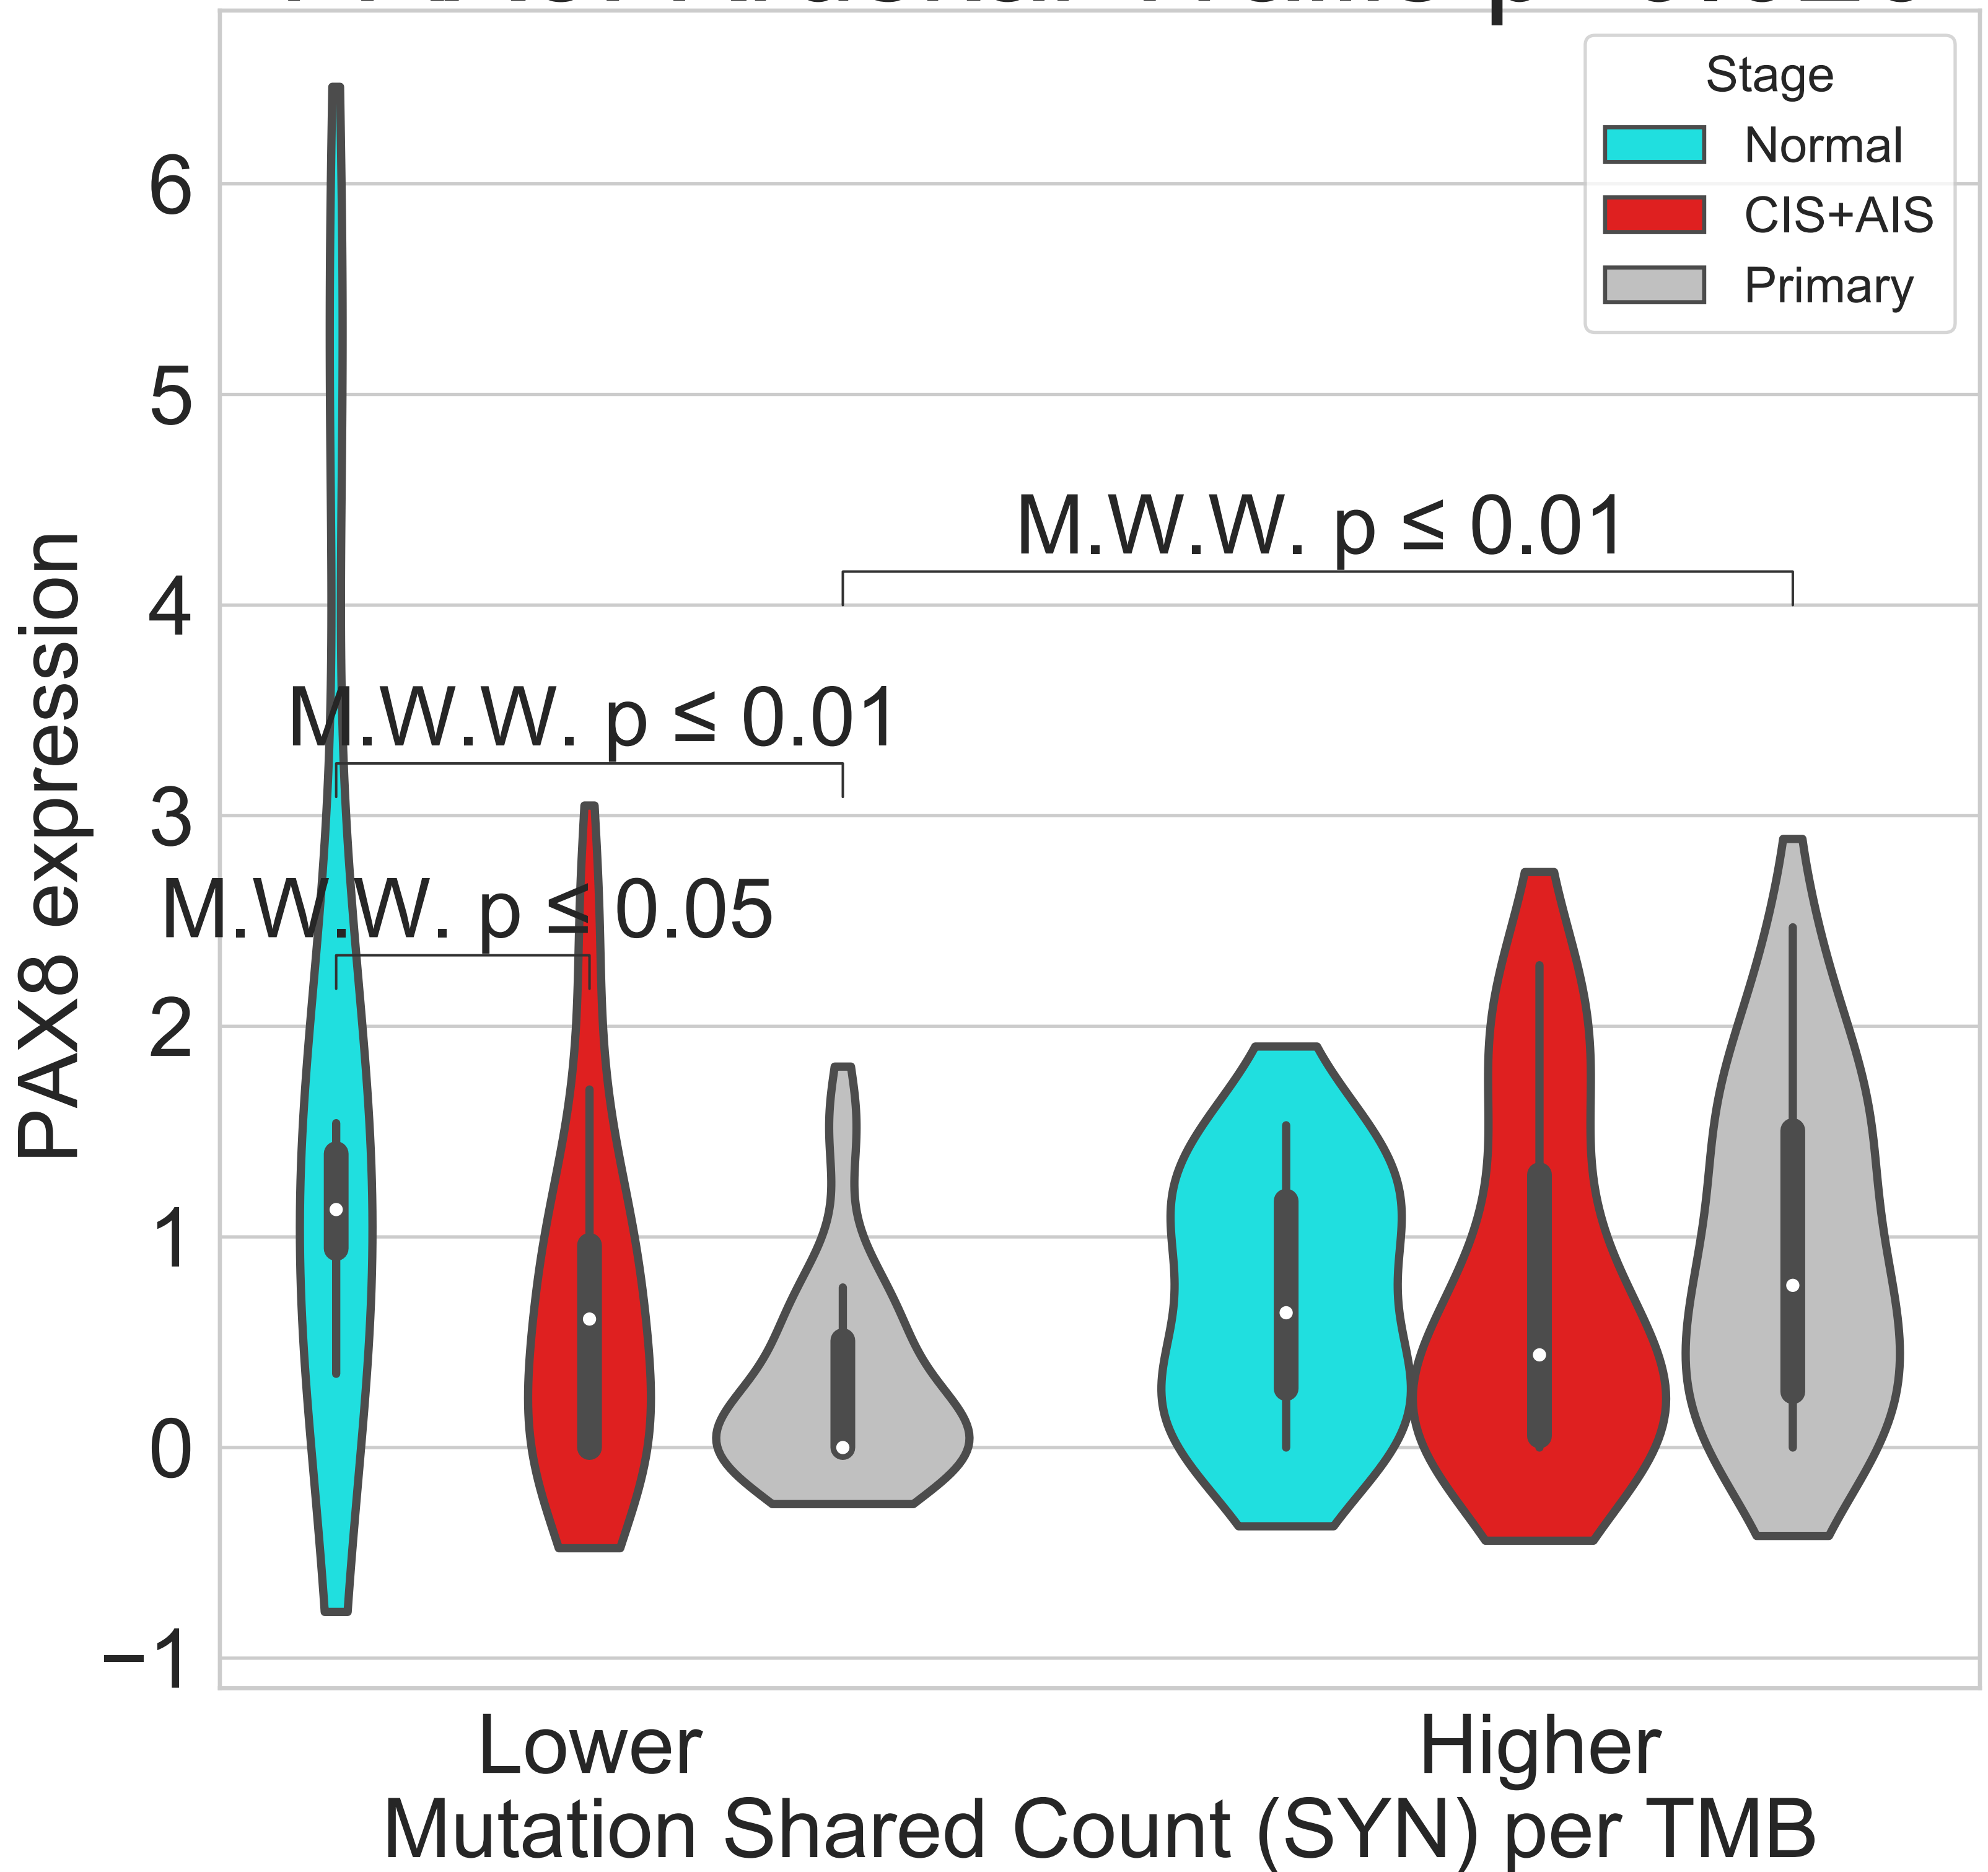 Stage
Normal
CIS+AIS
Primary
6
5
4
3
2
1
0
−1
PAX8 expression
M.W.W. p ≤ 0.01
M.W.W. p ≤ 0.01
M.W.W. p ≤ 0.05
Lower
Higher
Mutation Shared Count (SYN) per TMB